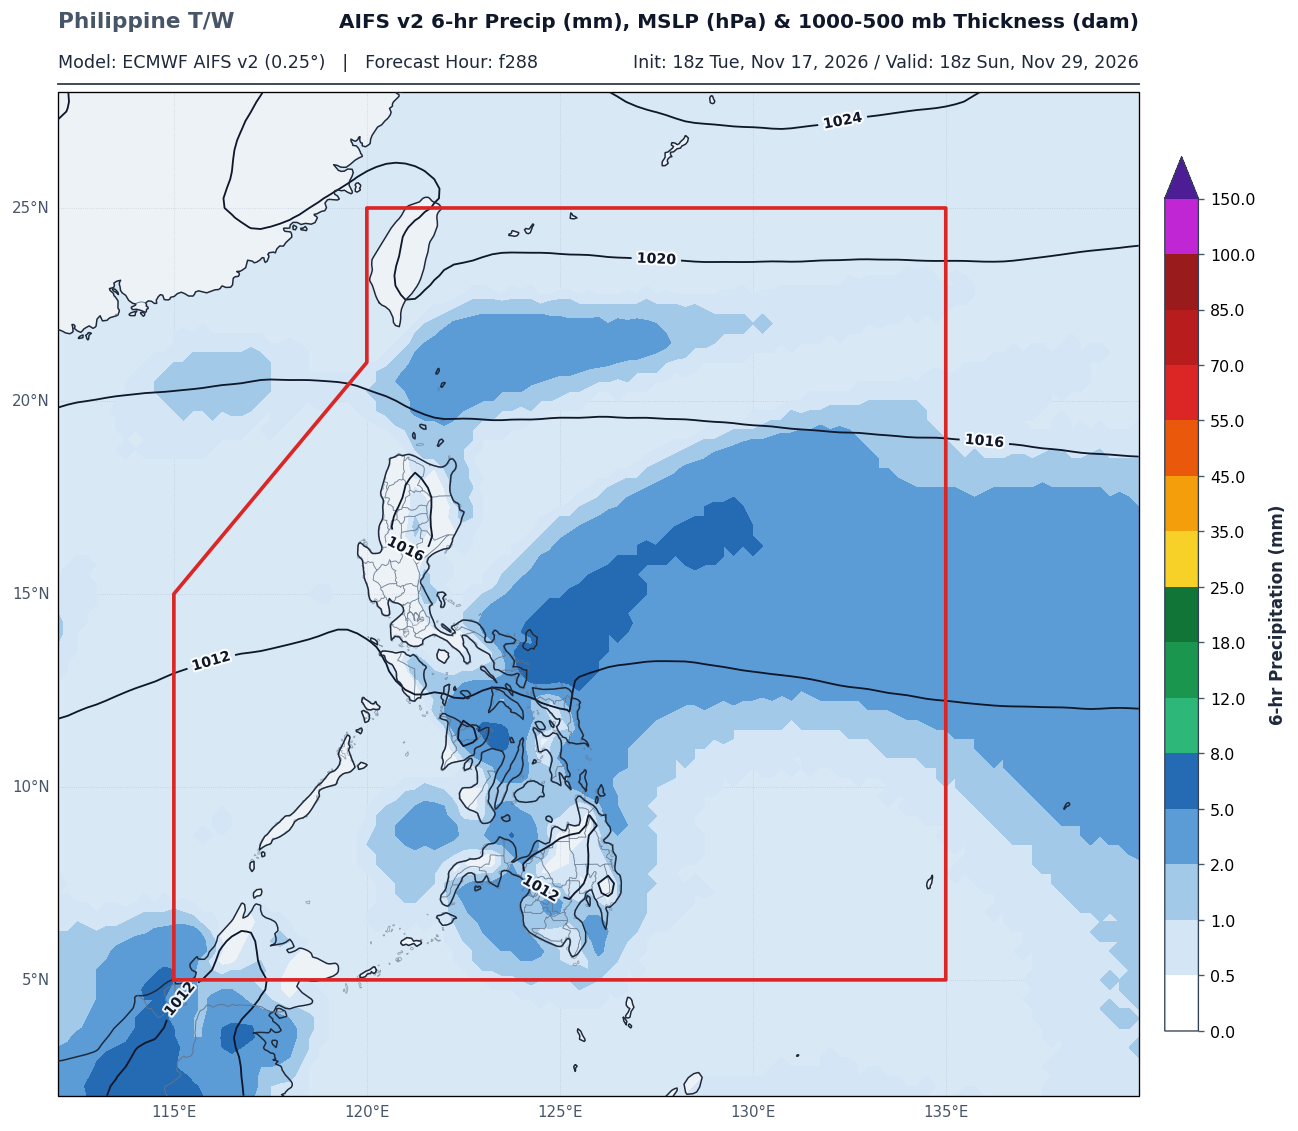 Philippine T/W
AIFS v2 6-hr Precip (mm), MSLP (hPa) & 1000-500 mb Thickness (dam)
Model: ECMWF AIFS v2 (0.25°) | Forecast Hour: f288
Init: 18z Tue, Nov 17, 2026 / Valid: 18z Sun, Nov 29, 2026
1024
25°N
1020
20°N
1016
1016
15°N
1012
10°N
1012
5°N
1012
115°E
120°E
125°E
130°E
135°E
150.0
100.0
85.0
70.0
55.0
45.0
35.0
25.0
18.0
12.0
8.0
5.0
2.0
1.0
0.5
0.0
6-hr Precipitation (mm)